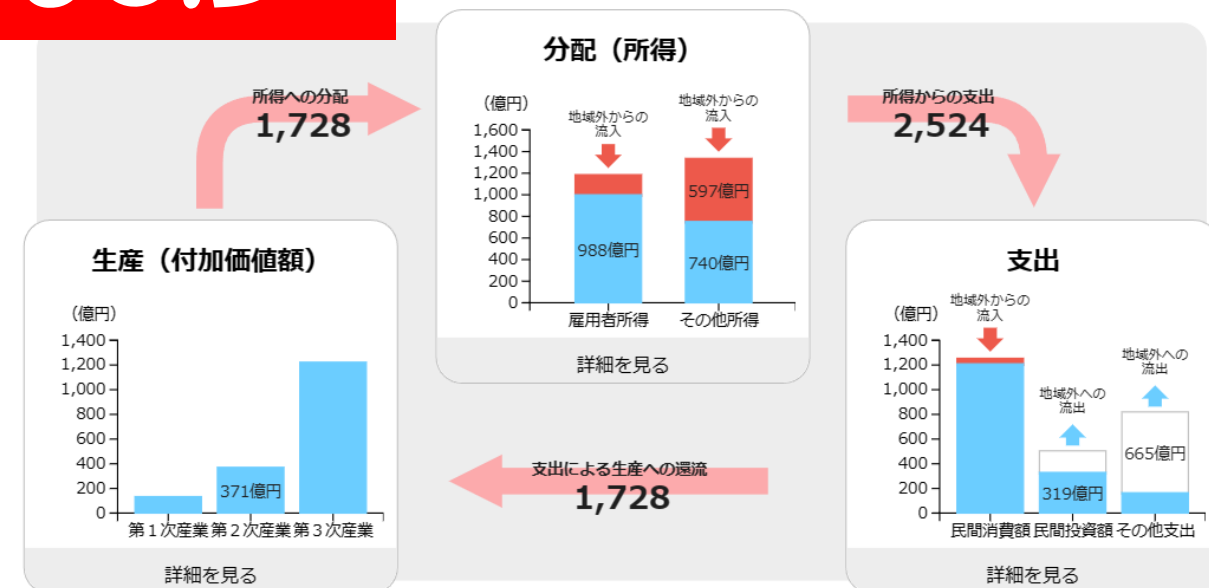 分配（所得）
所得への分配
1,728
所得からの支出
2,524
（億円）
地域外からの
流入
地域外からの
流入
1,600
1,400
1,200
1,000
800
600
400
200
0
597億円
988億円
740億円
雇用者所得
その他所得
詳細を見る
生産（付加価値額）
（億円）
1,400
1,200
1,000
800
600
400
200
0
371億円
第１次産業
第２次産業
第３次産業
詳細を見る
支出
（億円）
地域外からの
流入
地域外への
流出
地域外への
流出
1,400
1,200
1,000
800
600
400
200
0
665億円
319億円
民間消費額
民間投資額
その他支出
詳細を見る
支出による生産への還流
1,728